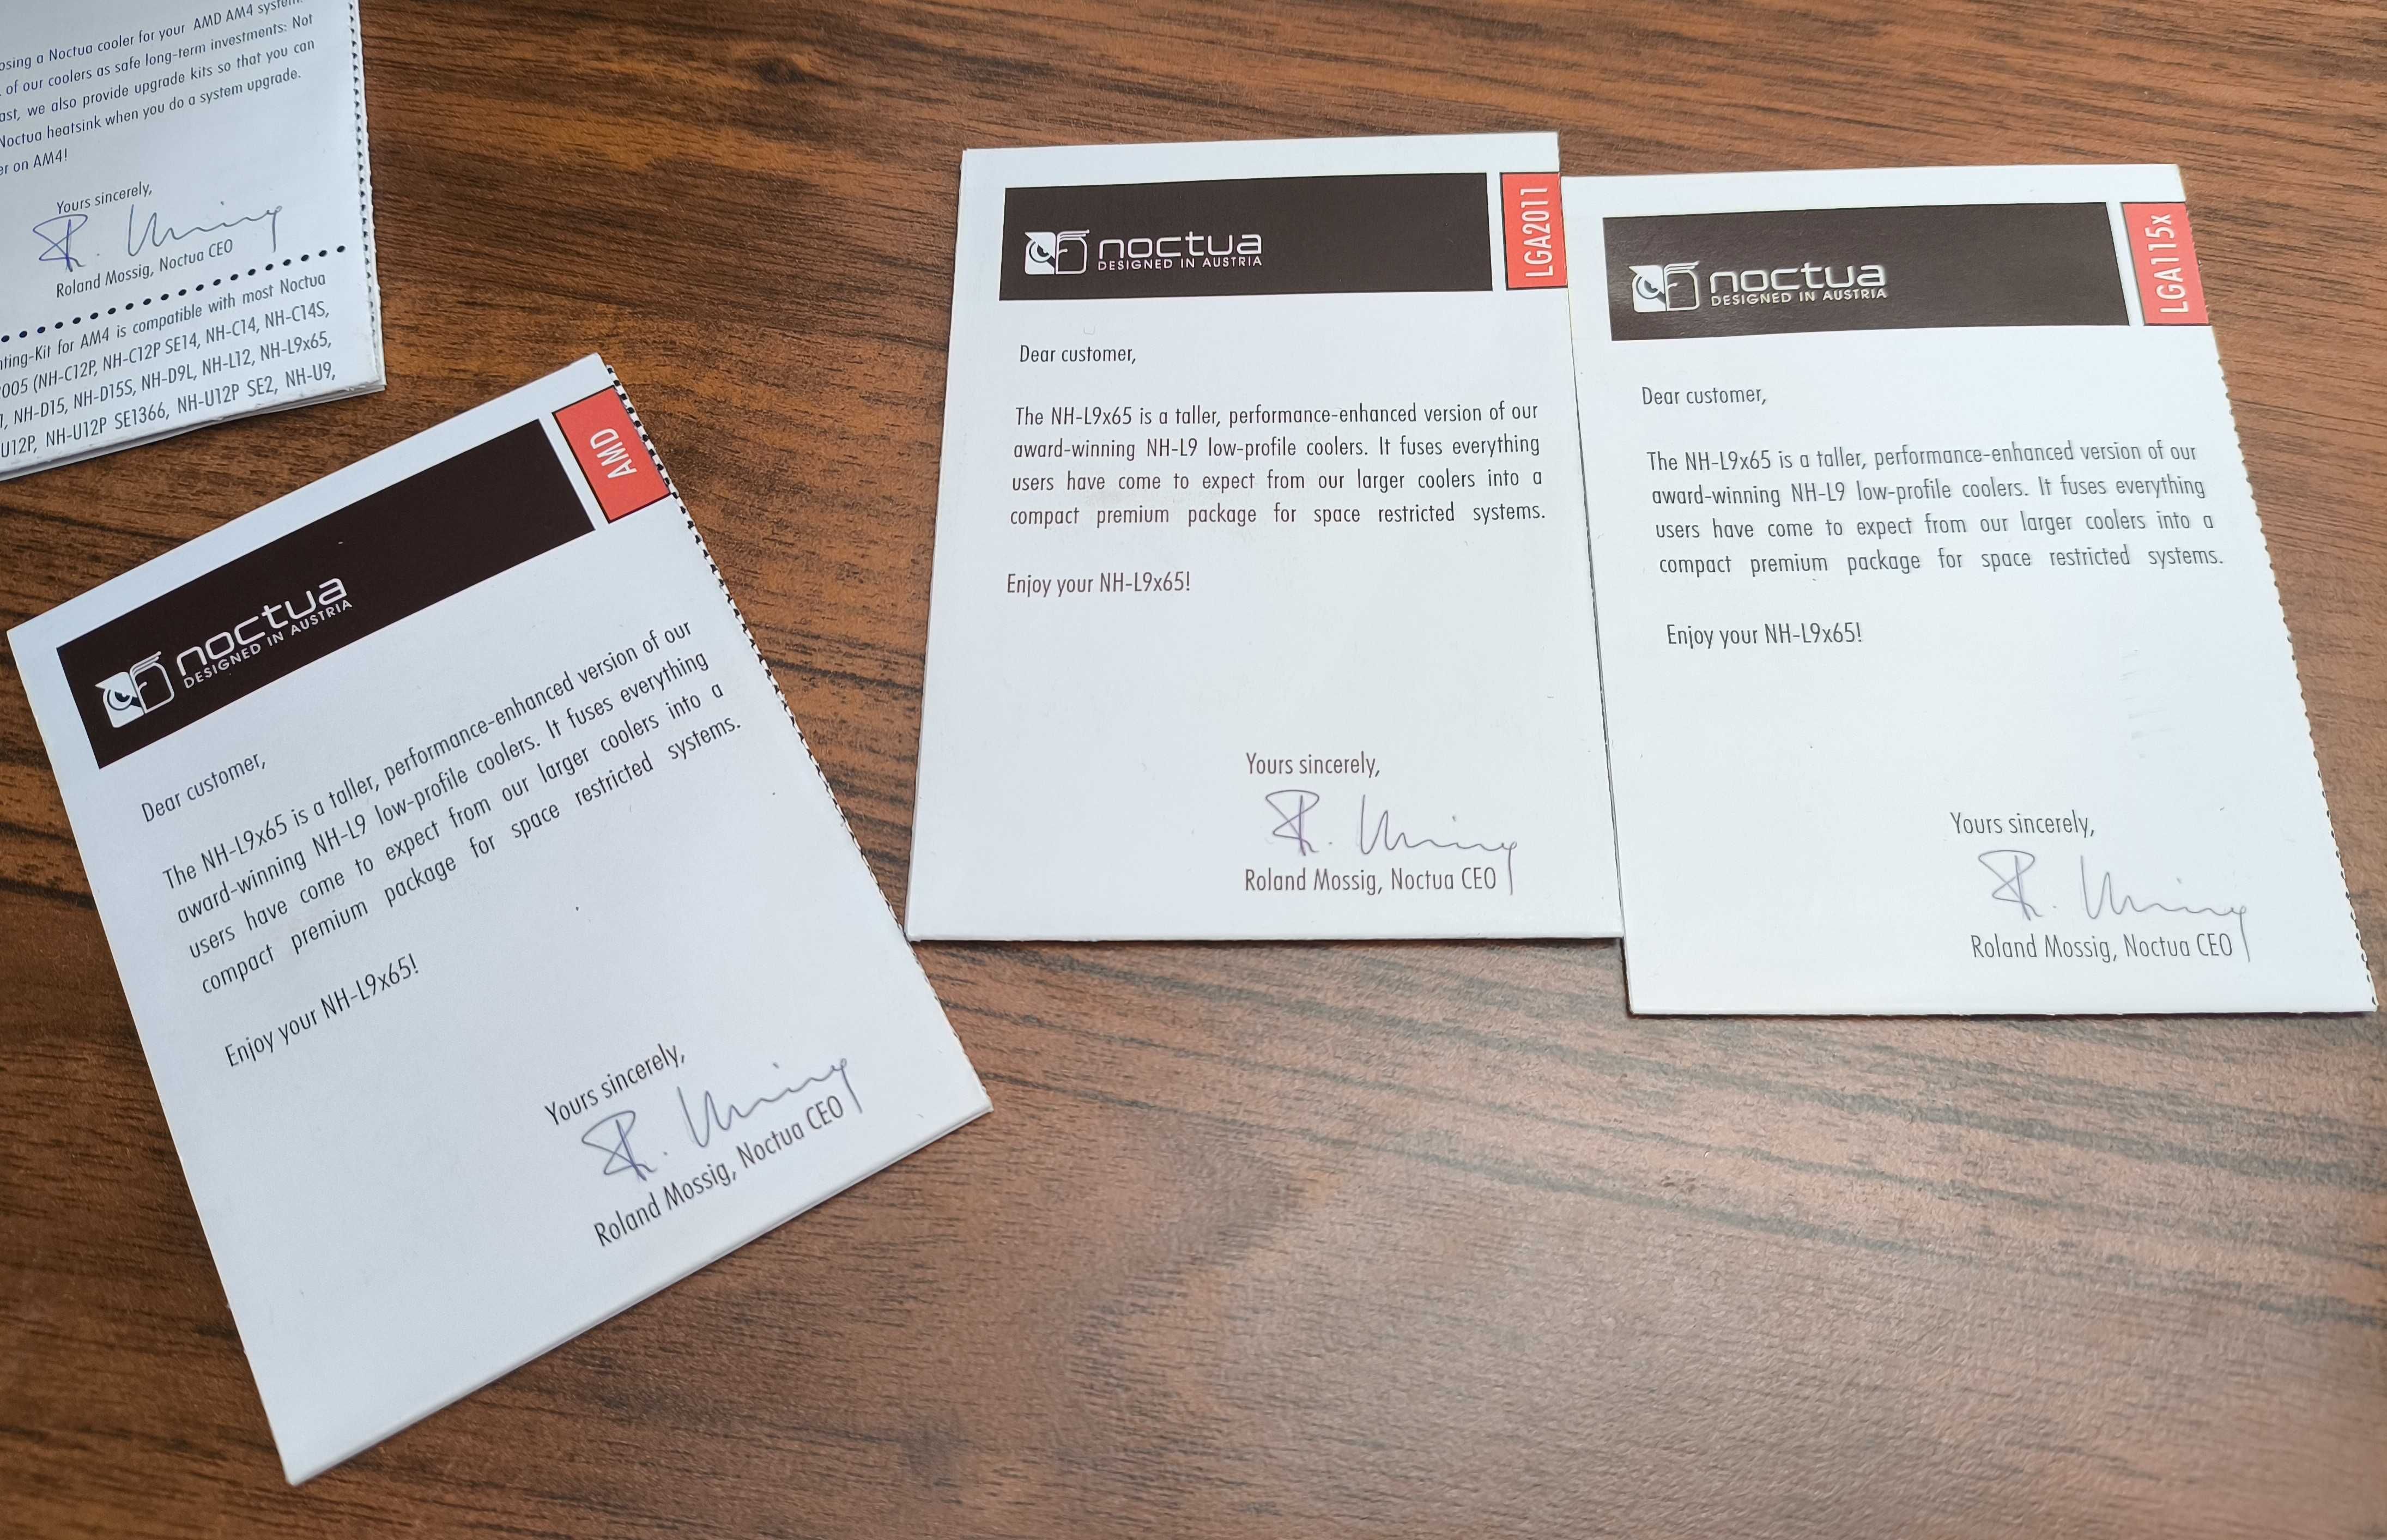 osing a Noctua cooler for your AMD AM4 system.
of our coolers as safe long-term investments: Not
we also provide upgrade kits so that you can
Noctua heatsink when you do a system upgrade.
on AM4!
Yours sincerely,
Roland Mossig, Noctua CEO
nting-Kit for AM4 is compatible with most Noctua
005 (NH-C12P, NH-C12P SE14, NH-C14, NH-C14S,
NH-D15, NH-D15S, NH-D9L, NH-L12, NH-L9x65,
U12P, NH-U12P SE1366, NH-U12P SE2, NH-U9,
AMD
noctua
DESIGNED IN AUSTRIA
Dear customer,
The NH-L9x65 is a taller, performance-enhanced version of our
award-winning NH-L9 low-profile coolers. It fuses everything
users have come to expect from our larger coolers into a
compact premium package for space restricted systems.
Enjoy your NH-L9x65!
Yours sincerely,
Roland Mossig, Noctua CEO
LGA2011
noctua
DESIGNED IN AUSTRIA
Dear customer,
The NH-L9x65 is a taller, performance-enhanced version of our
award-winning NH-L9 low-profile coolers. It fuses everything
users have come to expect from our larger coolers into a
compact premium package for space restricted systems.
Enjoy your NH-L9x65!
Yours sincerely,
Roland Mossig, Noctua CEO
LGA115x
noctua
DESIGNED IN AUSTRIA
Dear customer,
The NH-L9x65 is a taller, performance-enhanced version of our
award-winning NH-L9 low-profile coolers. It fuses everything
users have come to expect from our larger coolers into a
compact premium package for space restricted systems.
Enjoy your NH-L9x65!
Yours sincerely,
Roland Mossig, Noctua CEO